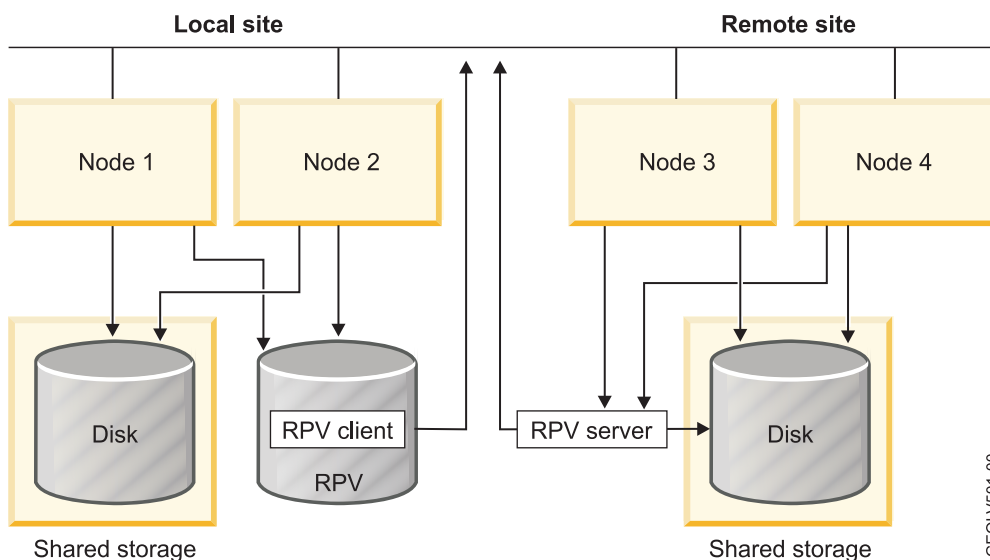 Local site
Remote site
Node 1
Node 2
Node 3
Node 4
Disk
RPV client
RPV
RPV server
Disk
Shared storage
Shared storage